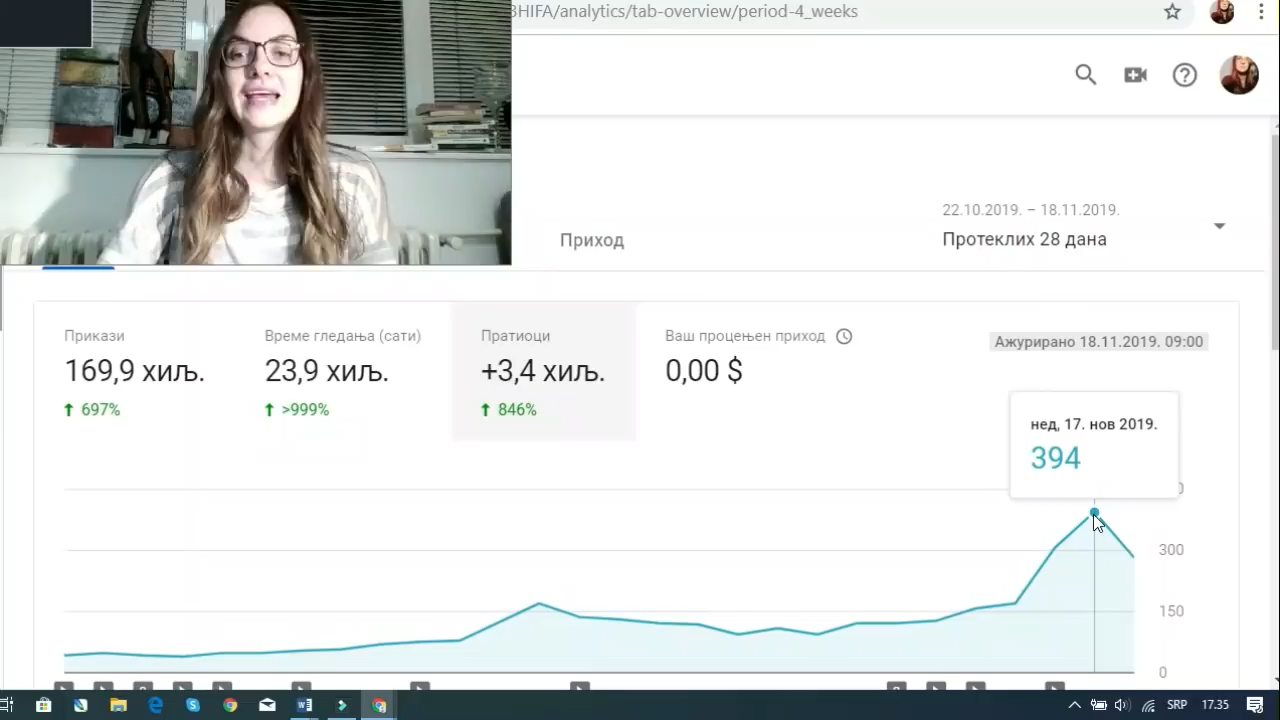 BHIFA/analytics/tab-overview/period-4_weeks
22.10.2019. – 18.11.2019.
Приход
Протеклих 28 дана
Прикази
Време гледања (сати)
Пратиоци
Ваш процењен приход
Ажурирано 18.11.2019. 09:00
169,9 хиљ.
23,9 хиљ.
+3,4 хиљ.
0,00 $
697%
>999%
846%
нед, 17. нов 2019.
394
0
300
150
0
SRP
17.35